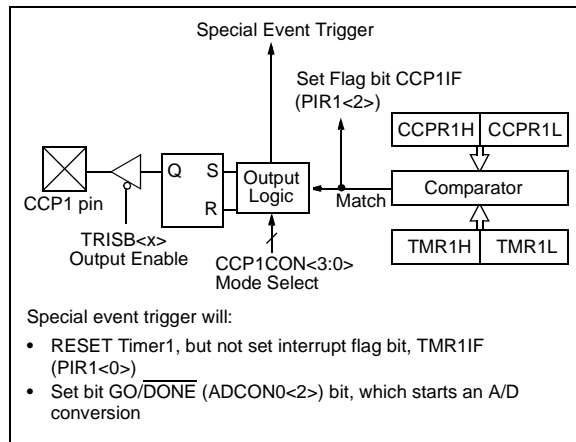 Special Event Trigger
Set Flag bit CCP1IF
(PIR1<2>)
CCPR1H CCPR1L
Q S Output
Logic
R
Match
Comparator
CCP1 pin
TRISB<x>
Output Enable
CCP1CON<3:0>
Mode Select
TMR1H TMR1L
Special event trigger will:
• RESET Timer1, but not set interrupt flag bit, TMR1IF
(PIR1<0>)
• Set bit GO/DONE (ADCON0<2>) bit, which starts an A/D
conversion